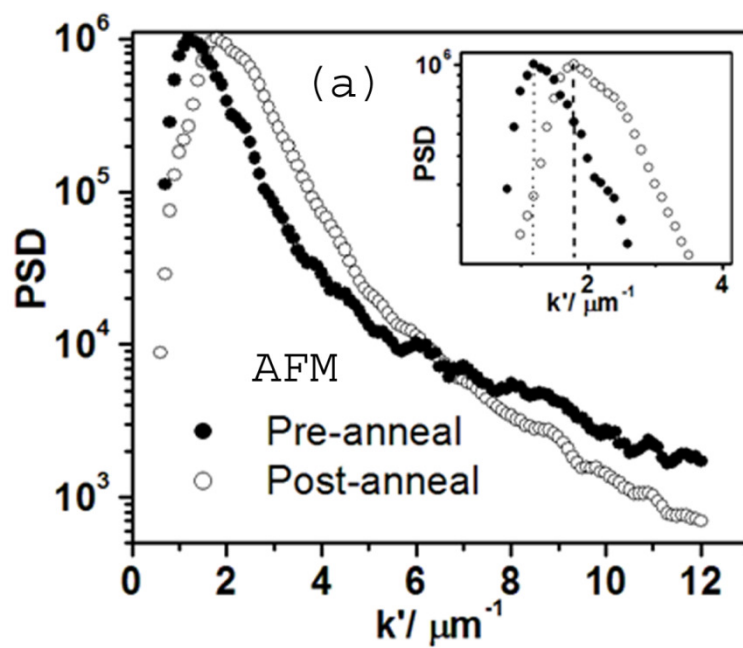 10⁶
10⁵
10⁴
10³
PSD
(a)
AFM
Pre-anneal
Post-anneal
0 2 4 6 8 10 12
k'/ μm⁻¹
10⁶
PSD
2 4
k'/ μm⁻¹